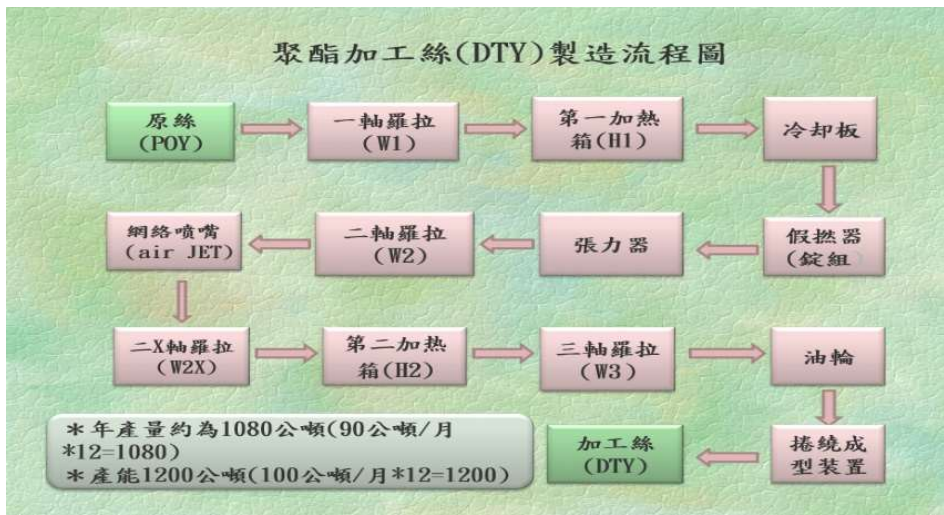 聚酯加工絲(DTY)製造流程圖
原絲
(POY)
一軸羅拉
(W1)
第一加熱
箱(H1)
冷却板
假撚器
(錠組)
張力器
二軸羅拉
(W2)
網絡噴嘴
(air JET)
二X軸羅拉
(W2X)
第二加熱
箱(H2)
三軸羅拉
(W3)
油輪
捲繞成
型裝置
加工絲
(DTY)
*年產量約為1080公噸(90公噸/月
*12=1080)
*產能1200公噸(100公噸/月*12=1200)